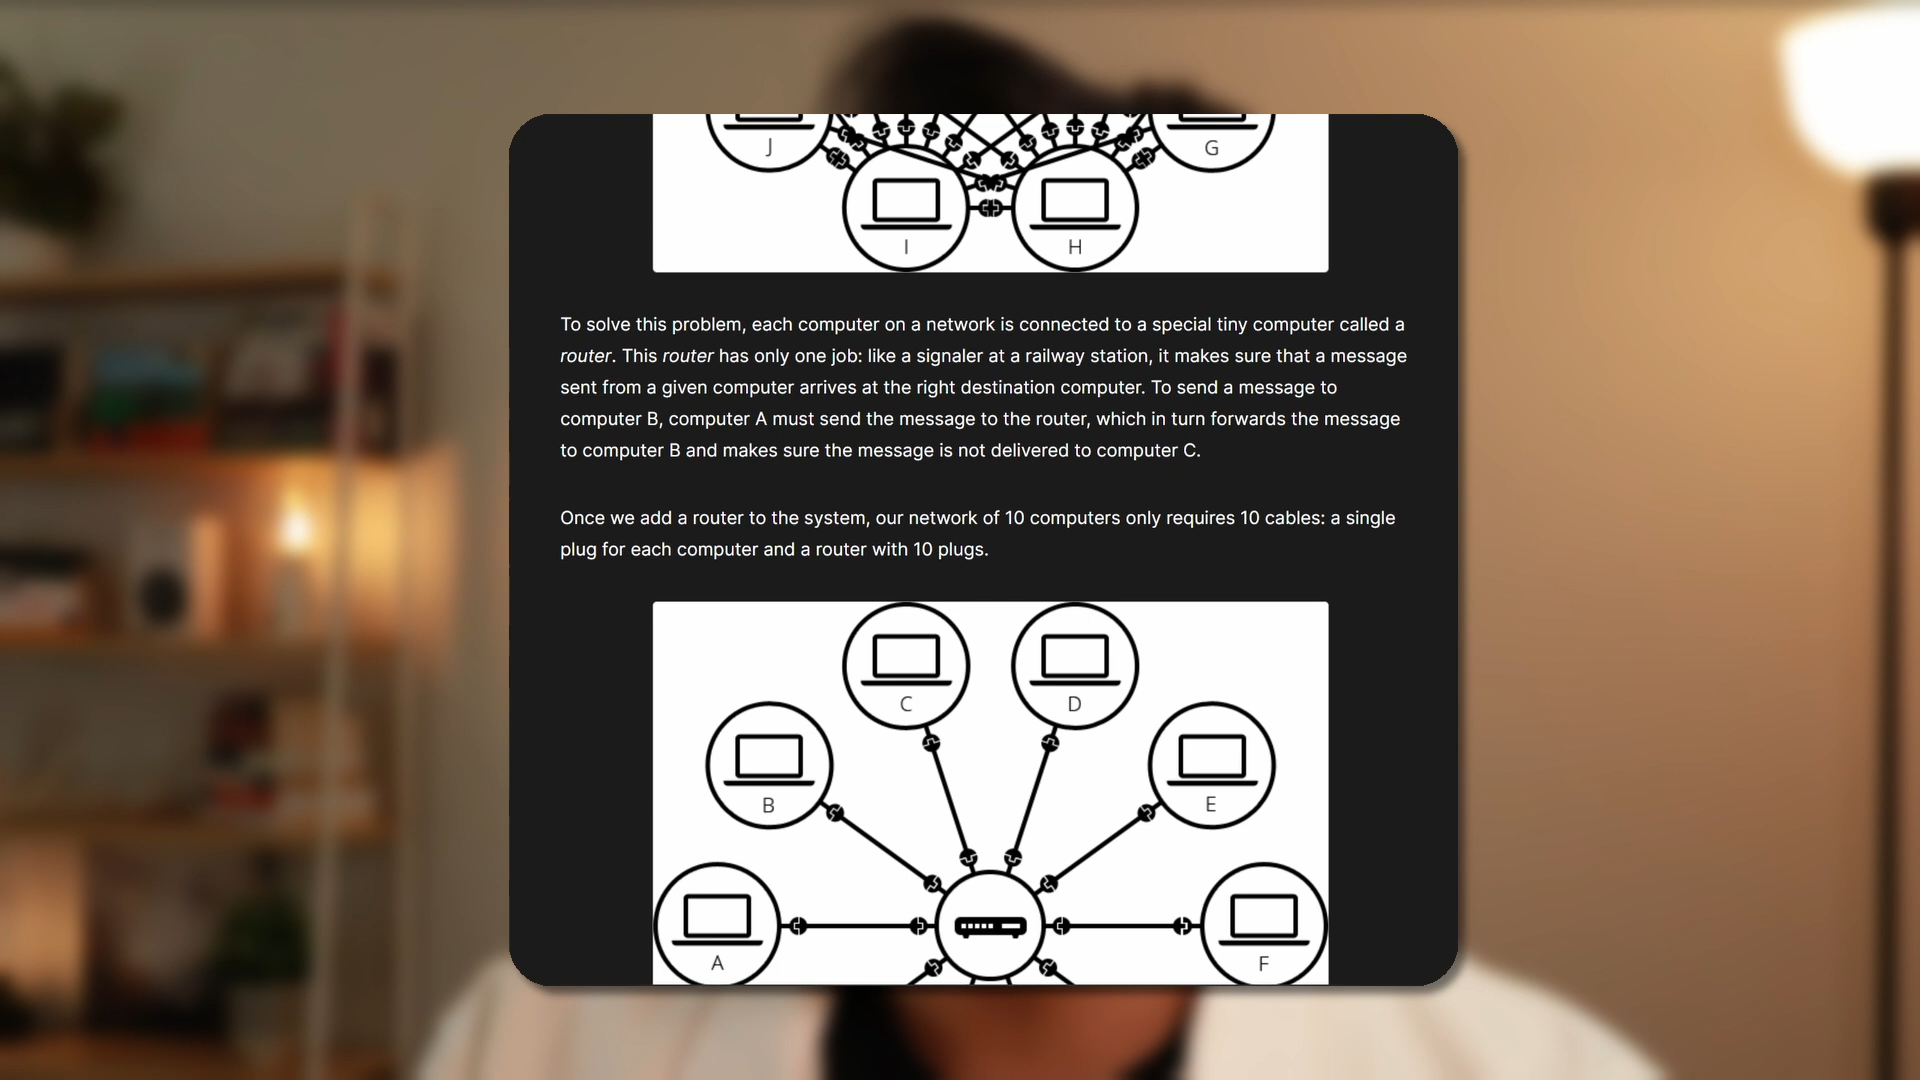 J
G
I
H
To solve this problem, each computer on a network is connected to a special tiny computer called a
router. This router has only one job: like a signaler at a railway station, it makes sure that a message
sent from a given computer arrives at the right destination computer. To send a message to
computer B, computer A must send the message to the router, which in turn forwards the message
to computer B and makes sure the message is not delivered to computer C.
Once we add a router to the system, our network of 10 computers only requires 10 cables: a single
plug for each computer and a router with 10 plugs.
C
D
B
E
A
F